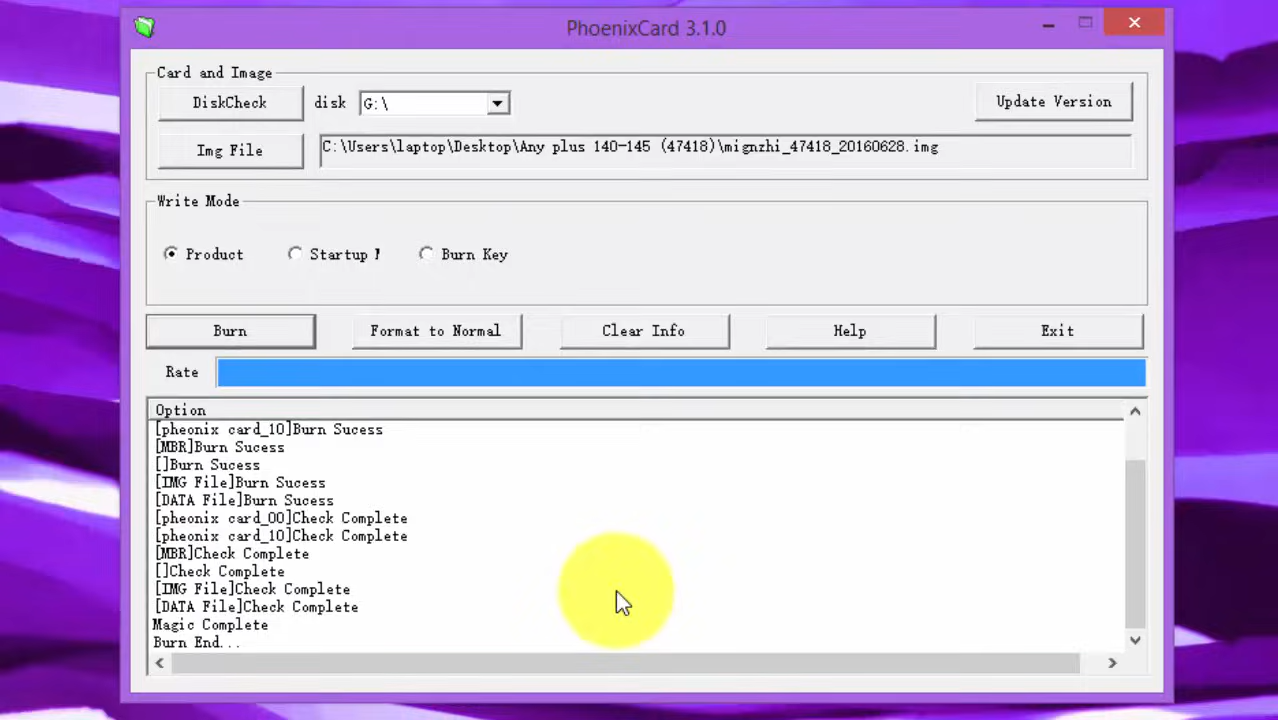 PhoenixCard 3.1.0
Card and Image
DiskCheck disk G:\ Update Version
Img File C:\Users\laptop\Desktop\Any plus 140-145 (47418)\mignzhi_47418_20160628.img
Write Mode
Product Startup Burn Key
Burn Format to Normal Clear Info Help Exit
Rate
Option
[pheonix card_10]Burn Sucess
[MBR]Burn Sucess
[]Burn Sucess
[IMG File]Burn Sucess
[DATA File]Burn Sucess
[pheonix card_00]Check Complete
[pheonix card_10]Check Complete
[MBR]Check Complete
[]Check Complete
[IMG File]Check Complete
[DATA File]Check Complete
Magic Complete
Burn End...